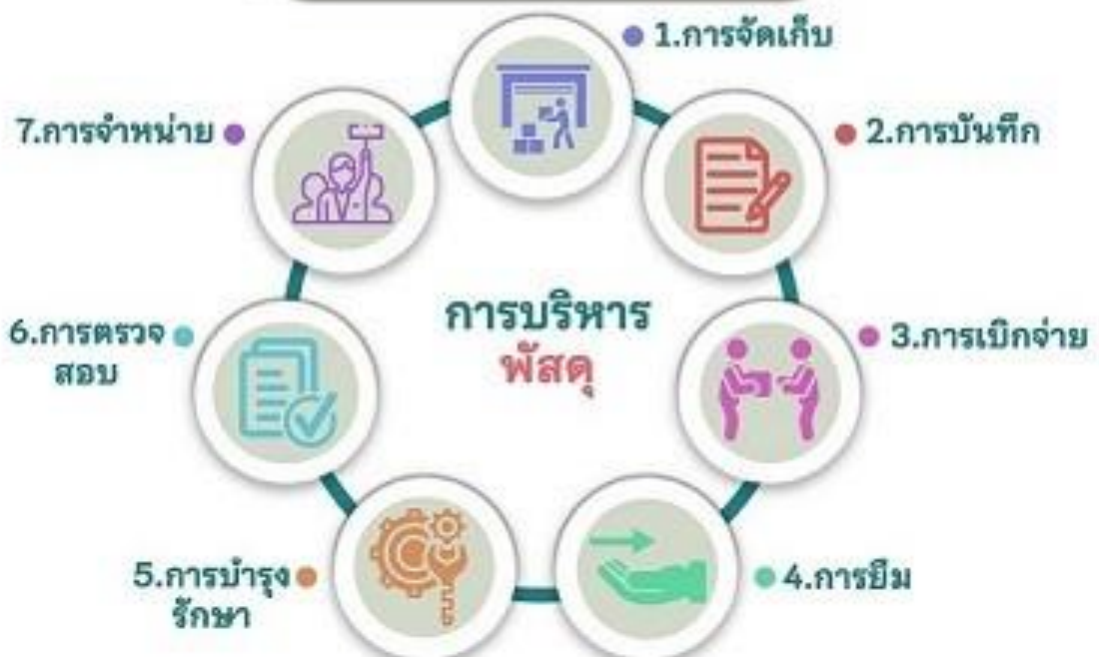 1.การจัดเก็บ
2.การบันทึก
3.การเบิกจ่าย
4.การยืม
5.การบำรุง
รักษา
6.การตรวจ
สอบ
7.การจำหน่าย
การบริหาร
พัสดุ